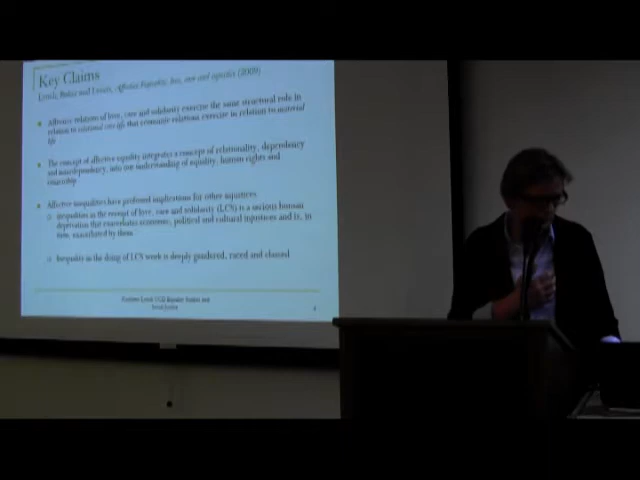 Key Claims
Lynch, Baker and Lyons, Affective Equality: love, care and injustice (2009)
Affective relations of love, care and solidarity exercise the same structural role in
relation to relational care life that economic relations exercise in relation to material
life
The concept of affective equality integrates a concept of relationality, dependency
and interdependency, into our understanding of equality, human rights and
citizenship
Affective inequalities have profound implications for other injustices
inequalities in the receipt of love, care and solidarity (LCS) is a serious human
deprivation that exacerbates economic, political and cultural injustices and is, in
turn, exacerbated by them
Inequality in the doing of LCS work is deeply gendered, raced and classed
Kathleen Lynch UCD Equality Studies and
Social Justice